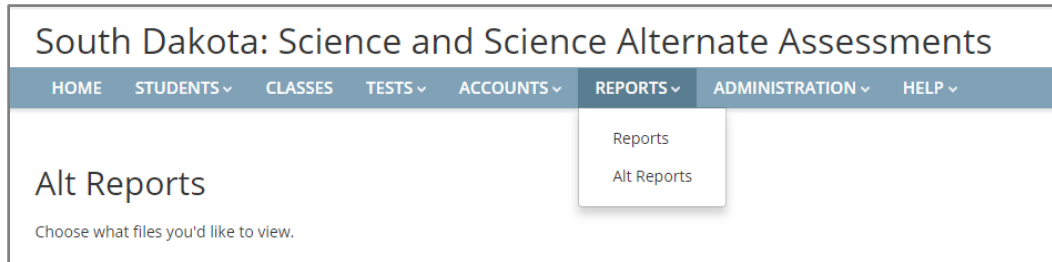 South Dakota: Science and Science Alternate Assessments
HOME STUDENTS CLASSES TESTS ACCOUNTS REPORTS ADMINISTRATION HELP
Reports
Alt Reports
Alt Reports
Choose what files you'd like to view.